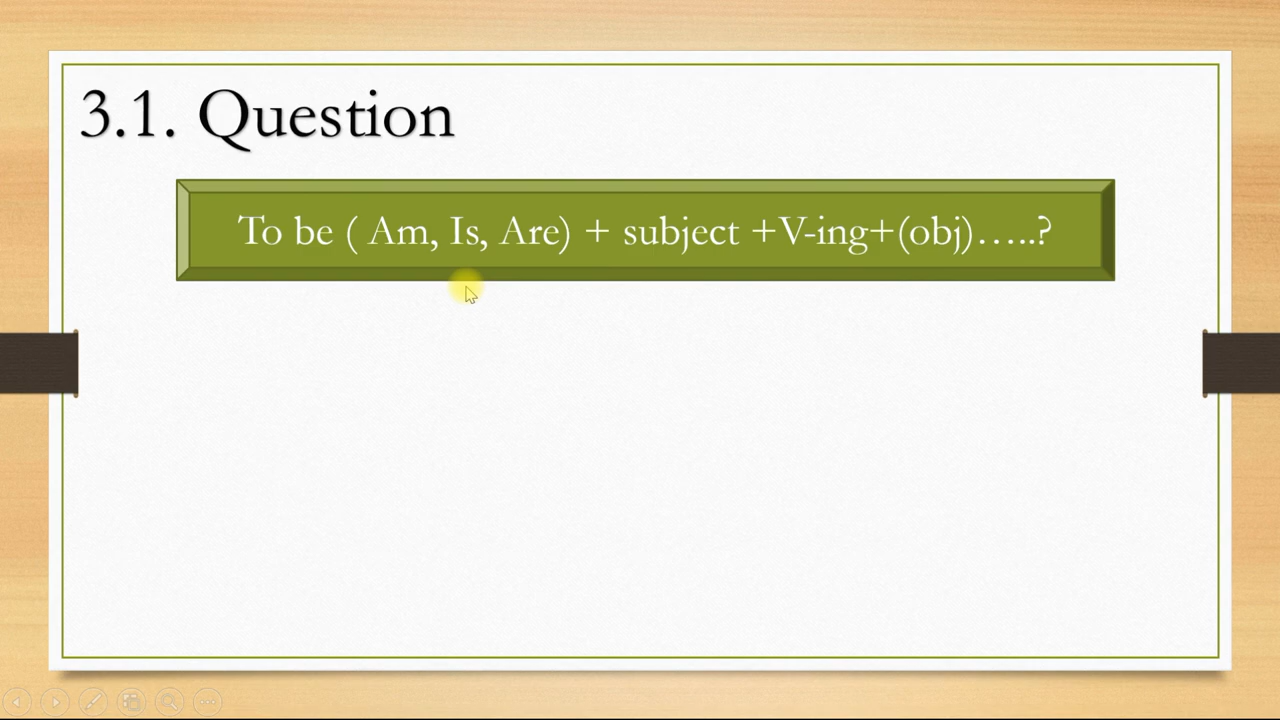 3.1. Question
To be ( Am, Is, Are) + subject +V-ing+(obj)…..?